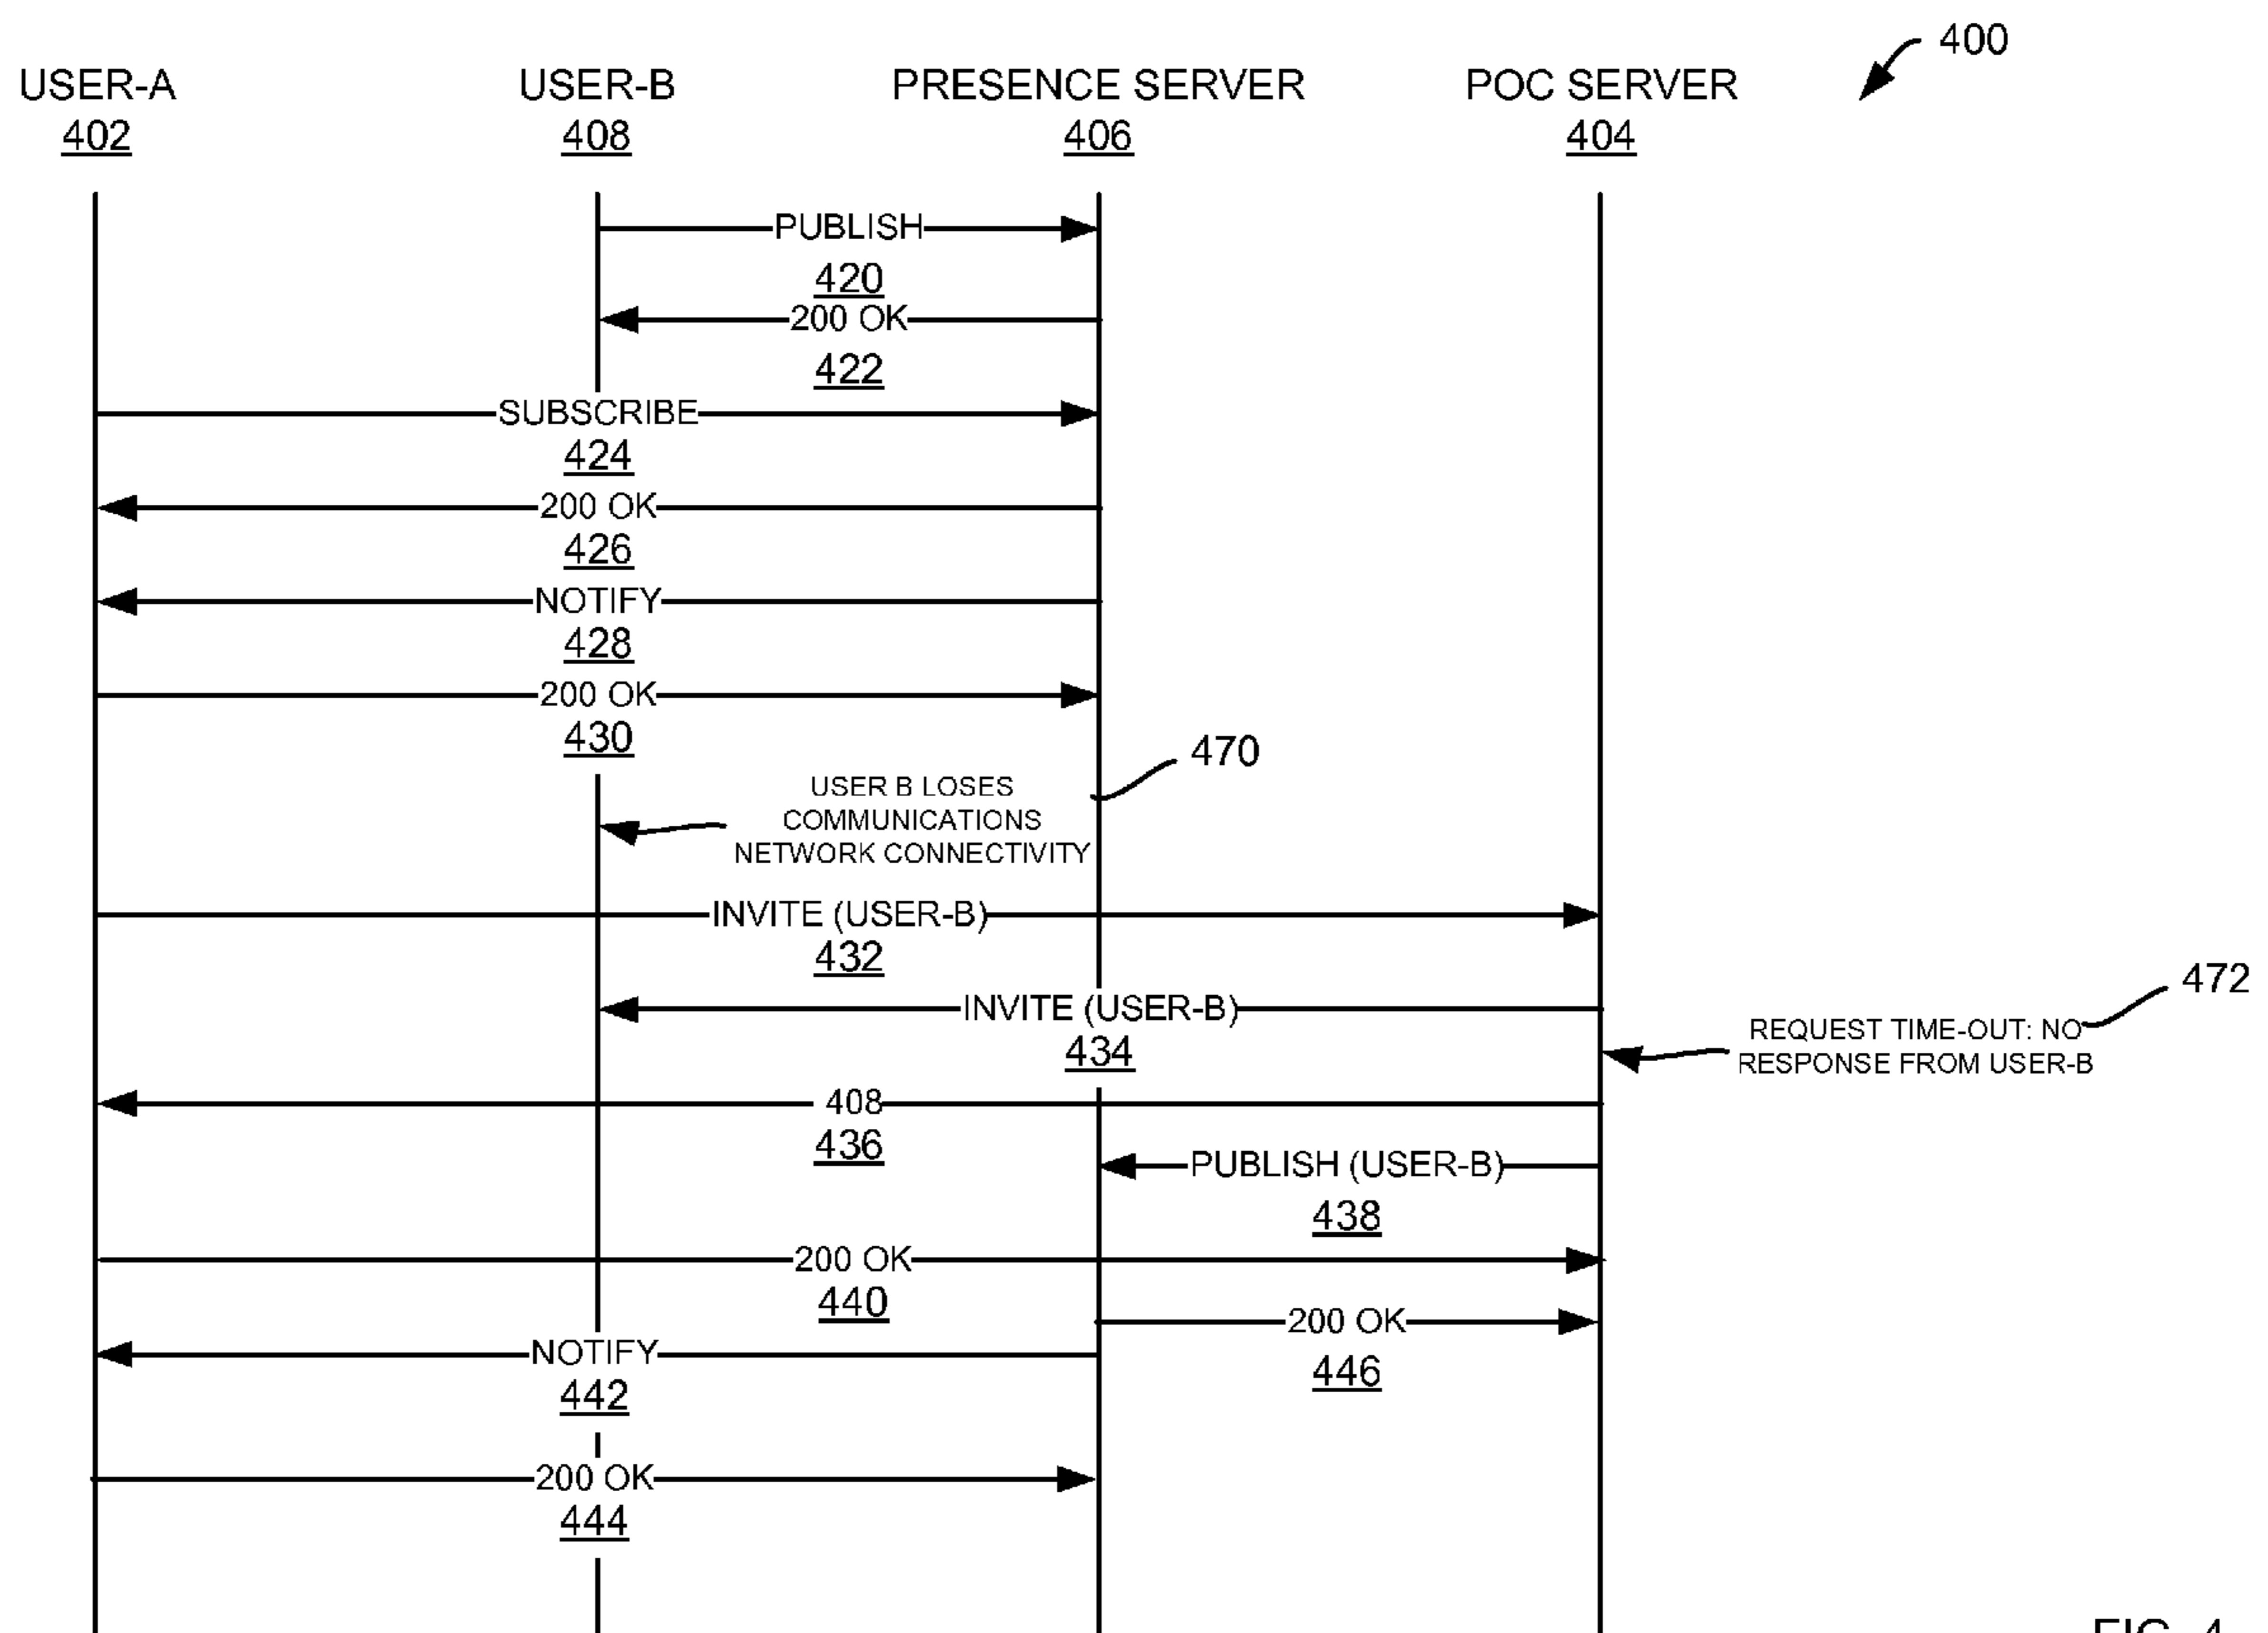 400
USER-A
USER-B
PRESENCE SERVER
POC SERVER
402
408
406
404
PUBLISH
420
200 OK
422
SUBSCRIBE
424
200 OK
426
NOTIFY
428
200 OK
430
470
USER B LOSES
COMMUNICATIONS
NETWORK CONNECTIVITY
INVITE (USER-B)
432
472
INVITE (USER-B)
434
REQUEST TIME-OUT: NO
RESPONSE FROM USER-B
408
436
PUBLISH (USER-B)
438
200 OK
440
200 OK
446
NOTIFY
442
200 OK
444
FIG. 4